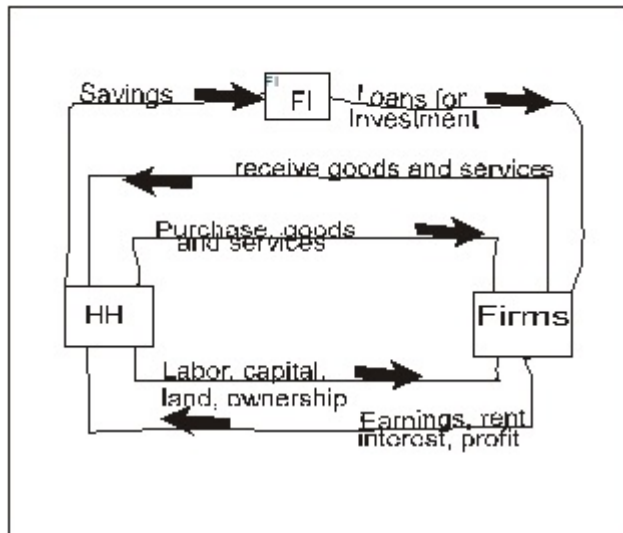 FI
Savings
FI
Loans for
investment
receive goods and services
Purchase, goods
and services
HH
Firms
Labor, capital,
land, ownership
Earnings, rent
interest, profit